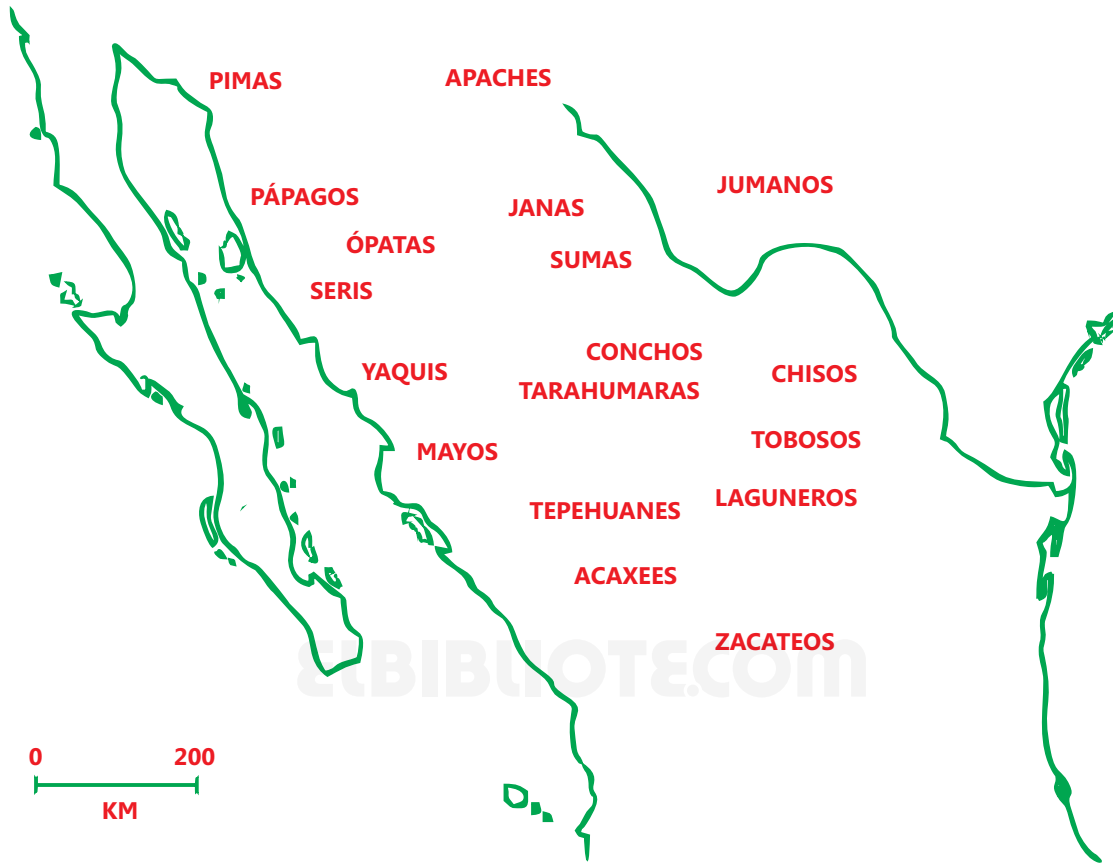 PIMAS
APACHES
JUMANOS
PÁPAGOS
JANAS
ÓPATAS
SUMAS
SERIS
CONCHOS
YAQUIS
CHISOS
TARAHUMARAS
TOBOSOS
MAYOS
LAGUNEROS
TEPEHUANES
ACAXEES
ZACATEOS
ELBIBLIOTE.COM
0 200
KM